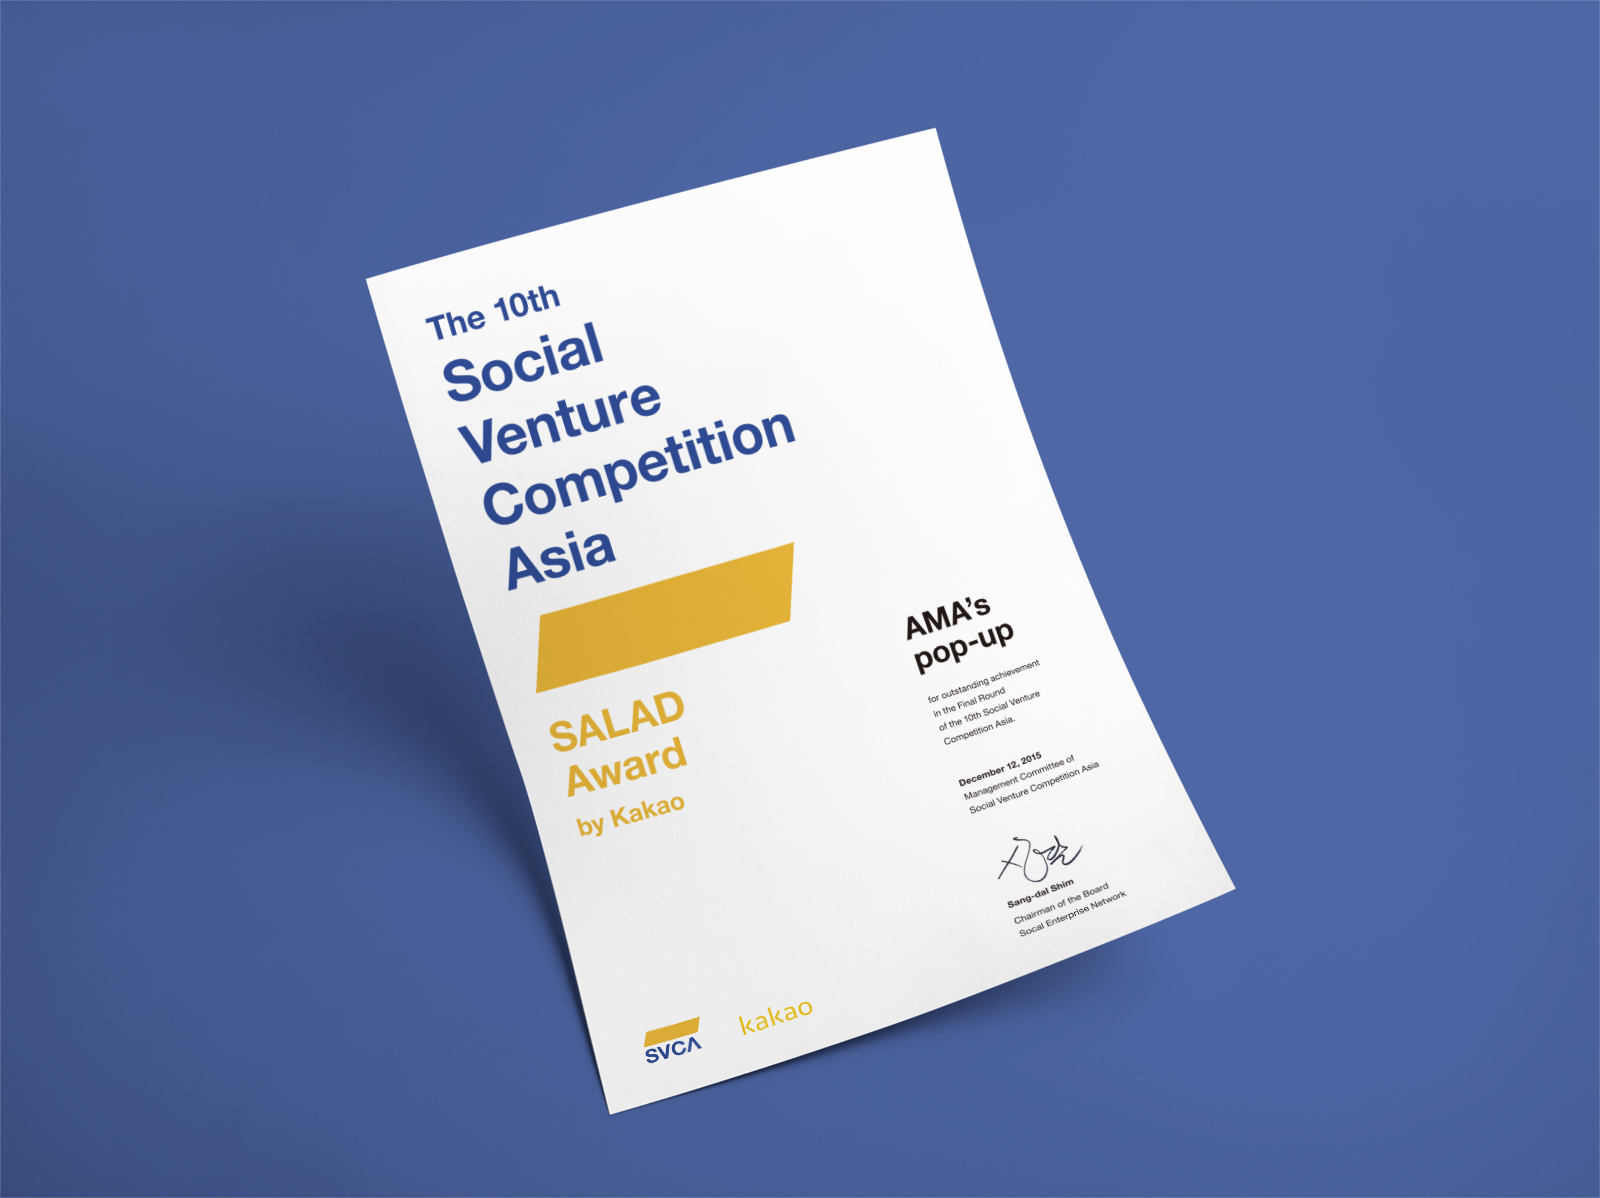 The 10th
Social
Venture
Competition
Asia
SALAD
Award
by Kakao
AMA's
pop-up
for outstanding achievement
in the Final Round
of the 10th Social Venture
Competition Asia.
December 12, 2015
Management Committee of
Social Venture Competition Asia
Sang-dal Shim
Chairman of the Board
Socal Enterprise Network
SVCA
kakao